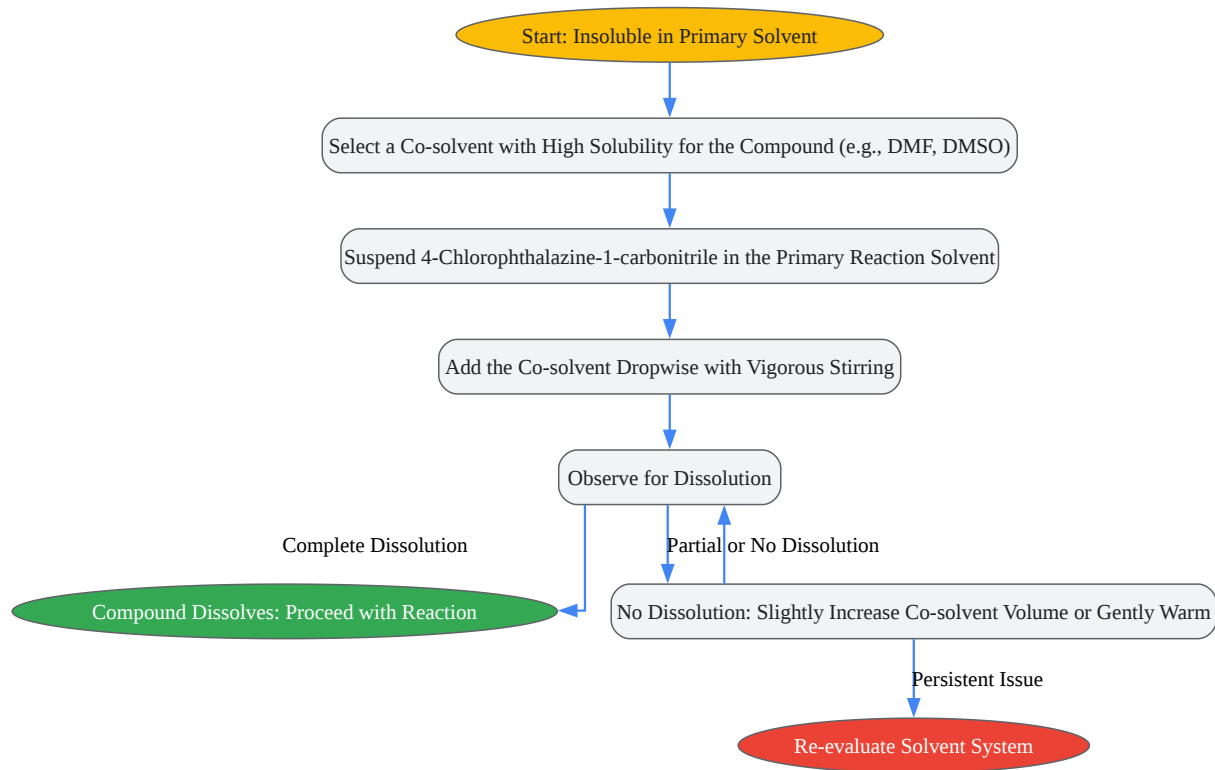 Start: Insoluble in Primary Solvent
Select a Co-solvent with High Solubility for the Compound (e.g., DMF, DMSO)
Suspend 4-Chlorophthalazine-1-carbonitrile in the Primary Reaction Solvent
Add the Co-solvent Dropwise with Vigorous Stirring
Observe for Dissolution
Complete Dissolution
Partial or No Dissolution
Compound Dissolves: Proceed with Reaction
No Dissolution: Slightly Increase Co-solvent Volume or Gently Warm
Persistent Issue
Re-evaluate Solvent System